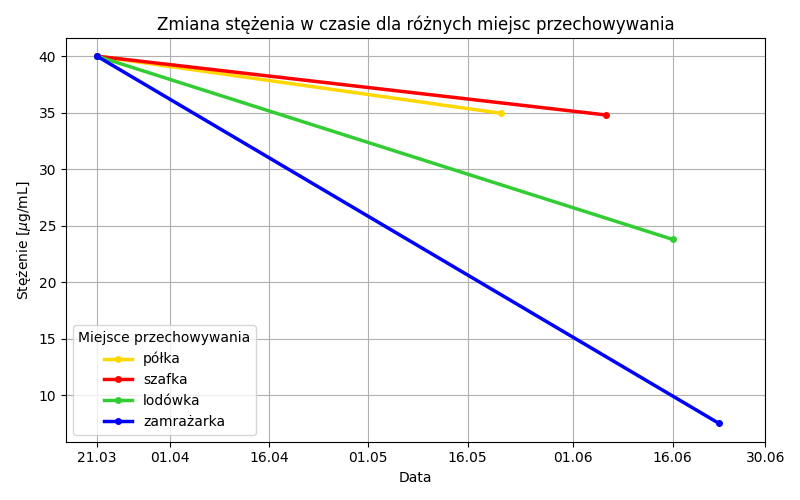 Zmiana stężenia w czasie dla różnych miejsc przechowywania
Stężenie [μg/mL]
40
35
30
25
20
15
10
Miejsce przechowywania
półka
szafka
lodówka
zamrażarka
21.03 01.04 16.04 01.05 16.05 01.06 16.06 30.06
Data